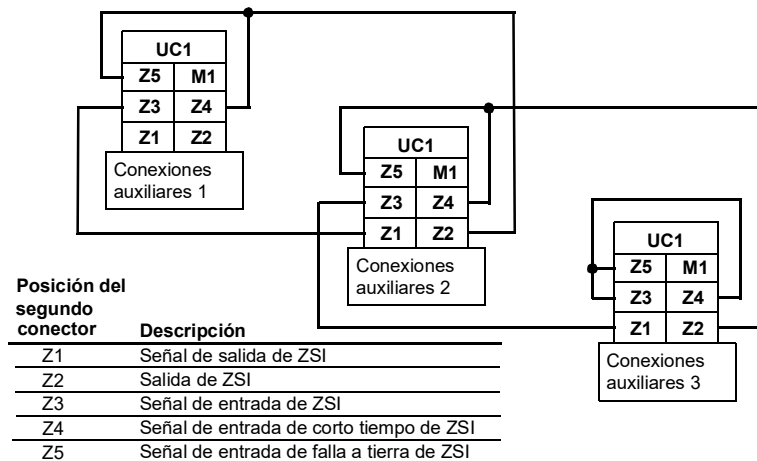 UC1
Z5 M1
Z3 Z4
Z1 Z2
Conexiones
auxiliares 1
UC1
Z5 M1
Z3 Z4
Z1 Z2
Conexiones
auxiliares 2
UC1
Z5 M1
Z3 Z4
Z1 Z2
Conexiones
auxiliares 3
Posición del
segundo
conector Descripción
Z1 Señal de salida de ZSI
Z2 Salida de ZSI
Z3 Señal de entrada de ZSI
Z4 Señal de entrada de corto tiempo de ZSI
Z5 Señal de entrada de falla a tierra de ZSI